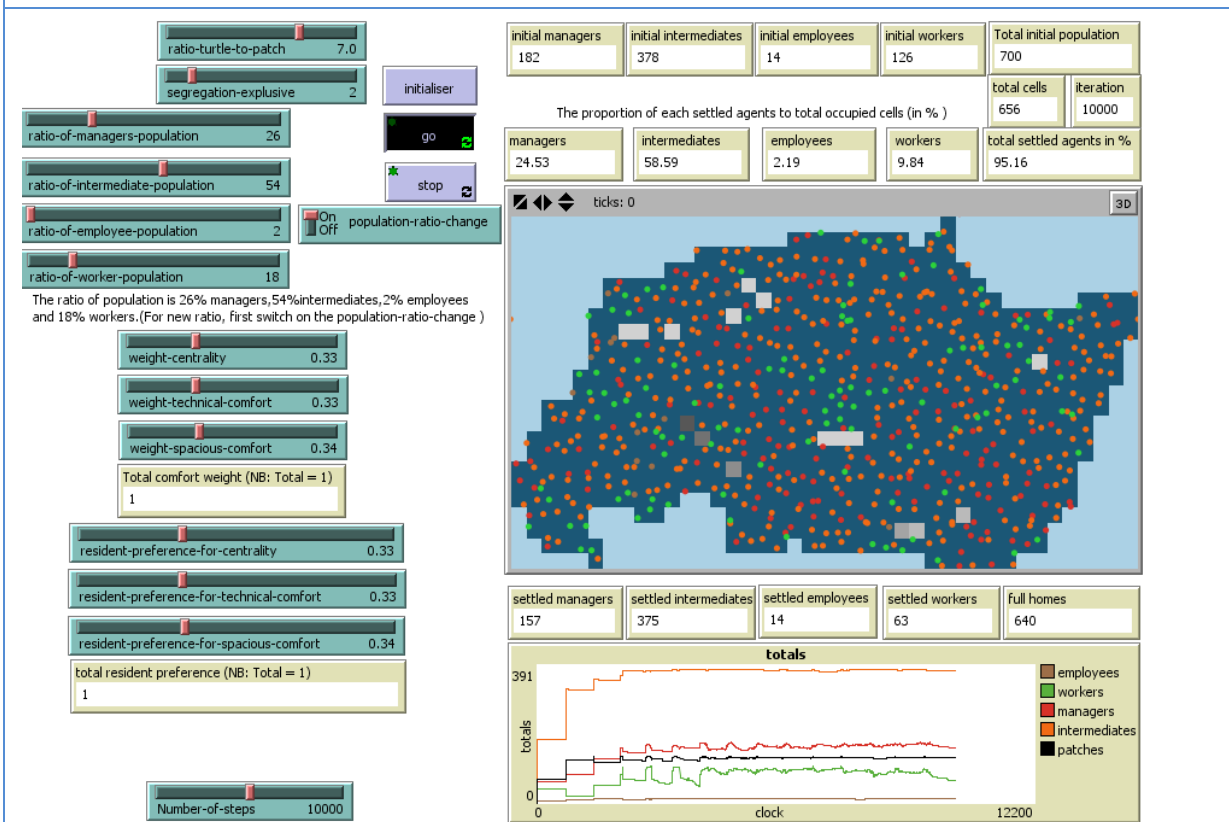 ratio-turtle-to-patch 7.0
segregation-explusive 2
initialiser
ratio-of-managers-population 26
go
ratio-of-intermediate-population 54
stop
ratio-of-employee-population 2
On
Off
population-ratio-change
ratio-of-worker-population 18
The ratio of population is 26% managers,54%intermediates,2% employees
and 18% workers.(For new ratio, first switch on the population-ratio-change )
weight-centrality 0.33
weight-technical-comfort 0.33
weight-spacious-comfort 0.34
Total comfort weight (NB: Total = 1)
1
resident-preference-for-centrality 0.33
resident-preference-for-technical-comfort 0.33
resident-preference-for-spacious-comfort 0.34
total resident preference (NB: Total = 1)
1
Number-of-steps 10000
initial managers
182
initial intermediates
378
initial employees
14
initial workers
126
Total initial population
700
total cells
656
iteration
10000
The proportion of each settled agents to total occupied cells (in % )
managers
24.53
intermediates
58.59
employees
2.19
workers
9.84
total settled agents in %
95.16
ticks: 0
3D
settled managers
157
settled intermediates
375
settled employees
14
settled workers
63
full homes
640
totals
391
totals
0
0
clock
12200
employees
workers
managers
intermediates
patches